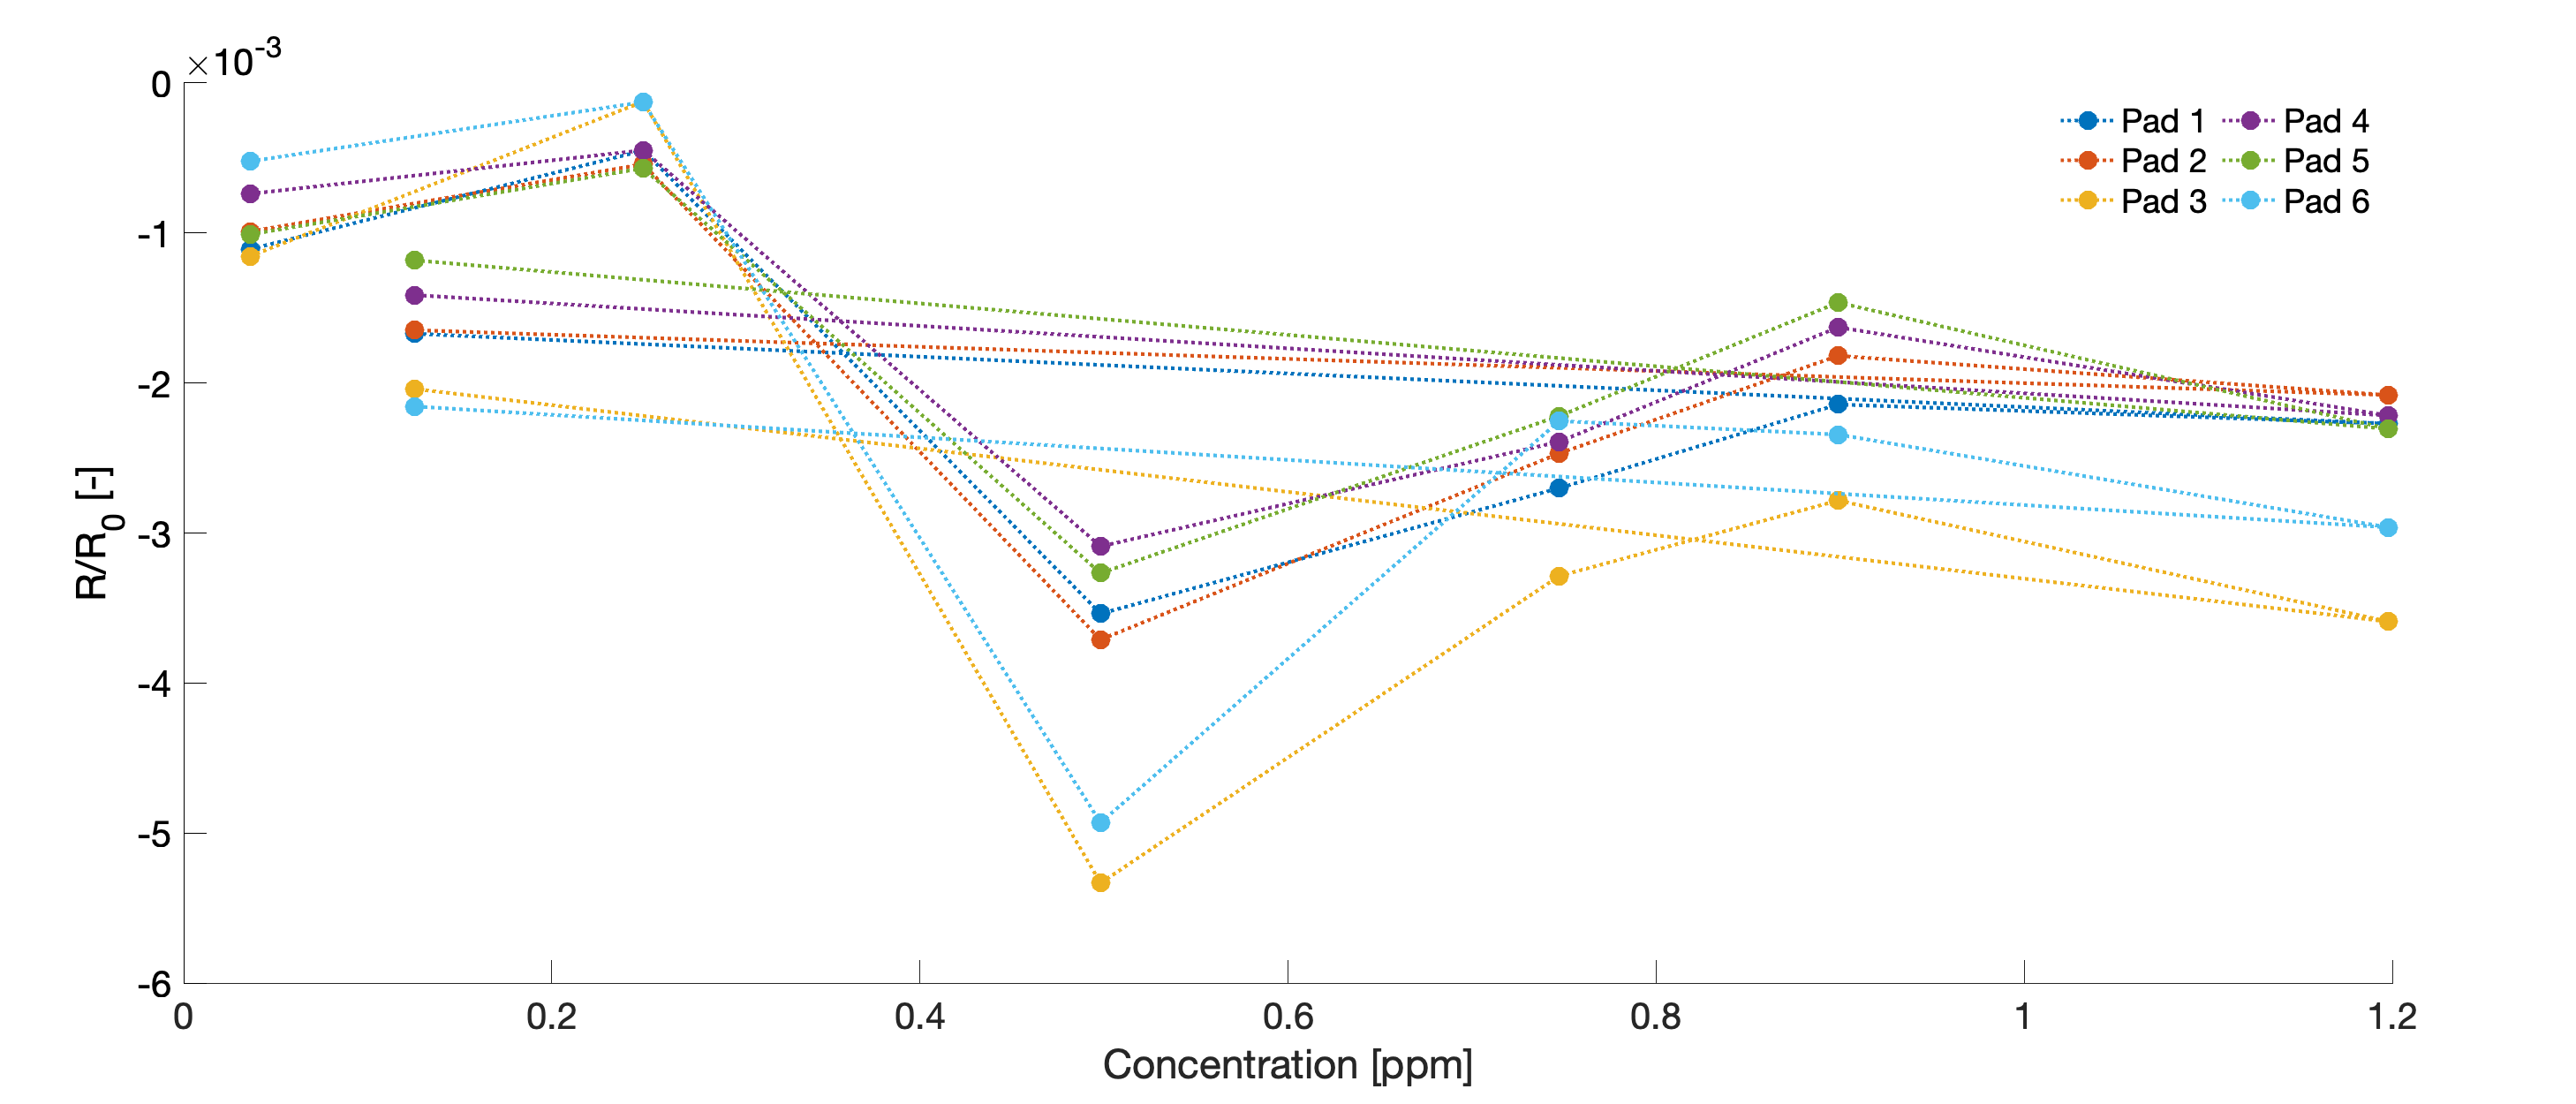 ×10-3
0
-1
-2
-3
-4
-5
-6
R/R0 [-]
0 0.2 0.4 0.6 0.8 1 1.2
Concentration [ppm]
Pad 1 Pad 4
Pad 2 Pad 5
Pad 3 Pad 6